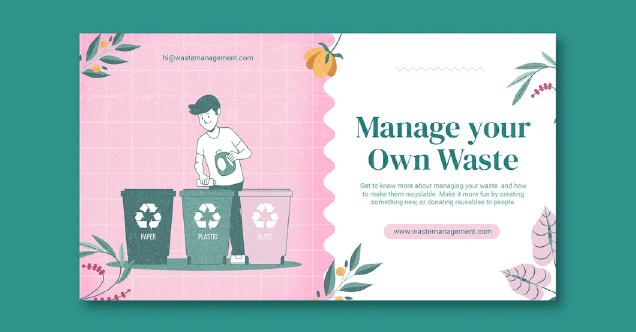 hi@wastemanagement.com
PAPER
PLASTIC
GLASS
Manage your
Own Waste
Get to know more about managing your waste and how
to make them recyclable. Make it more fun by creating
something new, or donating reusables to people.
www.wastemanagement.com